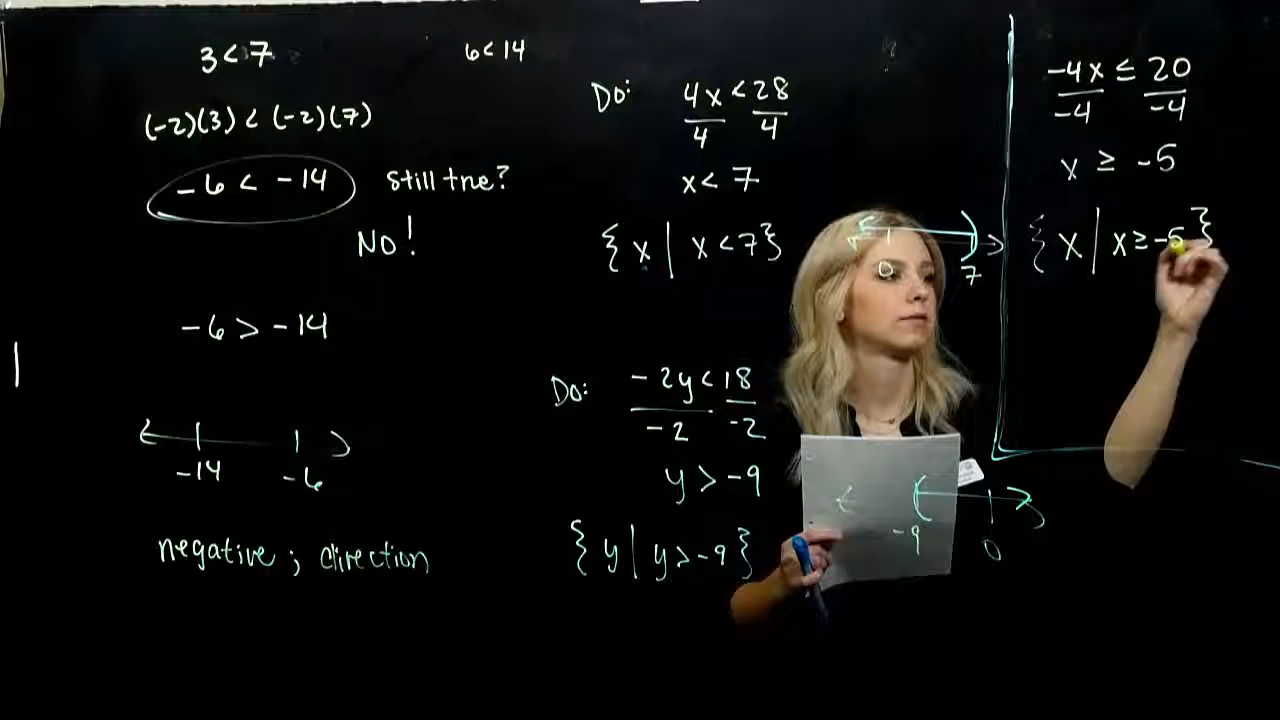 3 < 7
6 < 14
(-2)(3) < (-2)(7)
-6 < -14 still true?
NO!
-6 > -14
-14 -6
negative; direction
Do: 4x < 28
4 4
x < 7
{ x | x < 7 }
0 7
Do: -2y < 18
-2 -2
y > -9
{ y | y > -9 }
-9 0
-4x ≤ 20
-4 -4
x ≥ -5
{ x | x ≥ -5 }